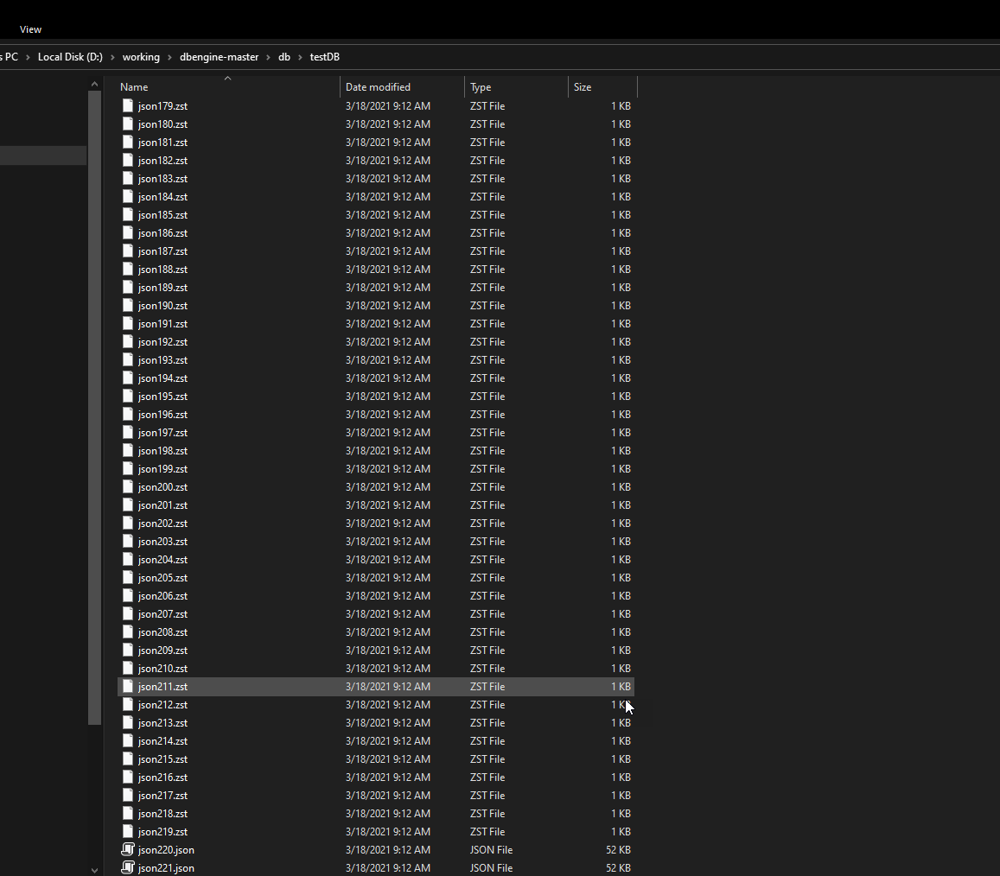 View
s PC > Local Disk (D:) > working > dbengine-master > db > testDB
Name Date modified Type Size
json179.zst 3/18/2021 9:12 AM ZST File 1 KB
json180.zst 3/18/2021 9:12 AM ZST File 1 KB
json181.zst 3/18/2021 9:12 AM ZST File 1 KB
json182.zst 3/18/2021 9:12 AM ZST File 1 KB
json183.zst 3/18/2021 9:12 AM ZST File 1 KB
json184.zst 3/18/2021 9:12 AM ZST File 1 KB
json185.zst 3/18/2021 9:12 AM ZST File 1 KB
json186.zst 3/18/2021 9:12 AM ZST File 1 KB
json187.zst 3/18/2021 9:12 AM ZST File 1 KB
json188.zst 3/18/2021 9:12 AM ZST File 1 KB
json189.zst 3/18/2021 9:12 AM ZST File 1 KB
json190.zst 3/18/2021 9:12 AM ZST File 1 KB
json191.zst 3/18/2021 9:12 AM ZST File 1 KB
json192.zst 3/18/2021 9:12 AM ZST File 1 KB
json193.zst 3/18/2021 9:12 AM ZST File 1 KB
json194.zst 3/18/2021 9:12 AM ZST File 1 KB
json195.zst 3/18/2021 9:12 AM ZST File 1 KB
json196.zst 3/18/2021 9:12 AM ZST File 1 KB
json197.zst 3/18/2021 9:12 AM ZST File 1 KB
json198.zst 3/18/2021 9:12 AM ZST File 1 KB
json199.zst 3/18/2021 9:12 AM ZST File 1 KB
json200.zst 3/18/2021 9:12 AM ZST File 1 KB
json201.zst 3/18/2021 9:12 AM ZST File 1 KB
json202.zst 3/18/2021 9:12 AM ZST File 1 KB
json203.zst 3/18/2021 9:12 AM ZST File 1 KB
json204.zst 3/18/2021 9:12 AM ZST File 1 KB
json205.zst 3/18/2021 9:12 AM ZST File 1 KB
json206.zst 3/18/2021 9:12 AM ZST File 1 KB
json207.zst 3/18/2021 9:12 AM ZST File 1 KB
json208.zst 3/18/2021 9:12 AM ZST File 1 KB
json209.zst 3/18/2021 9:12 AM ZST File 1 KB
json210.zst 3/18/2021 9:12 AM ZST File 1 KB
json211.zst 3/18/2021 9:12 AM ZST File 1 KB
json212.zst 3/18/2021 9:12 AM ZST File 1 KB
json213.zst 3/18/2021 9:12 AM ZST File 1 KB
json214.zst 3/18/2021 9:12 AM ZST File 1 KB
json215.zst 3/18/2021 9:12 AM ZST File 1 KB
json216.zst 3/18/2021 9:12 AM ZST File 1 KB
json217.zst 3/18/2021 9:12 AM ZST File 1 KB
json218.zst 3/18/2021 9:12 AM ZST File 1 KB
json219.zst 3/18/2021 9:12 AM ZST File 1 KB
json220.json 3/18/2021 9:12 AM JSON File 52 KB
json221.json 3/18/2021 9:12 AM JSON File 52 KB